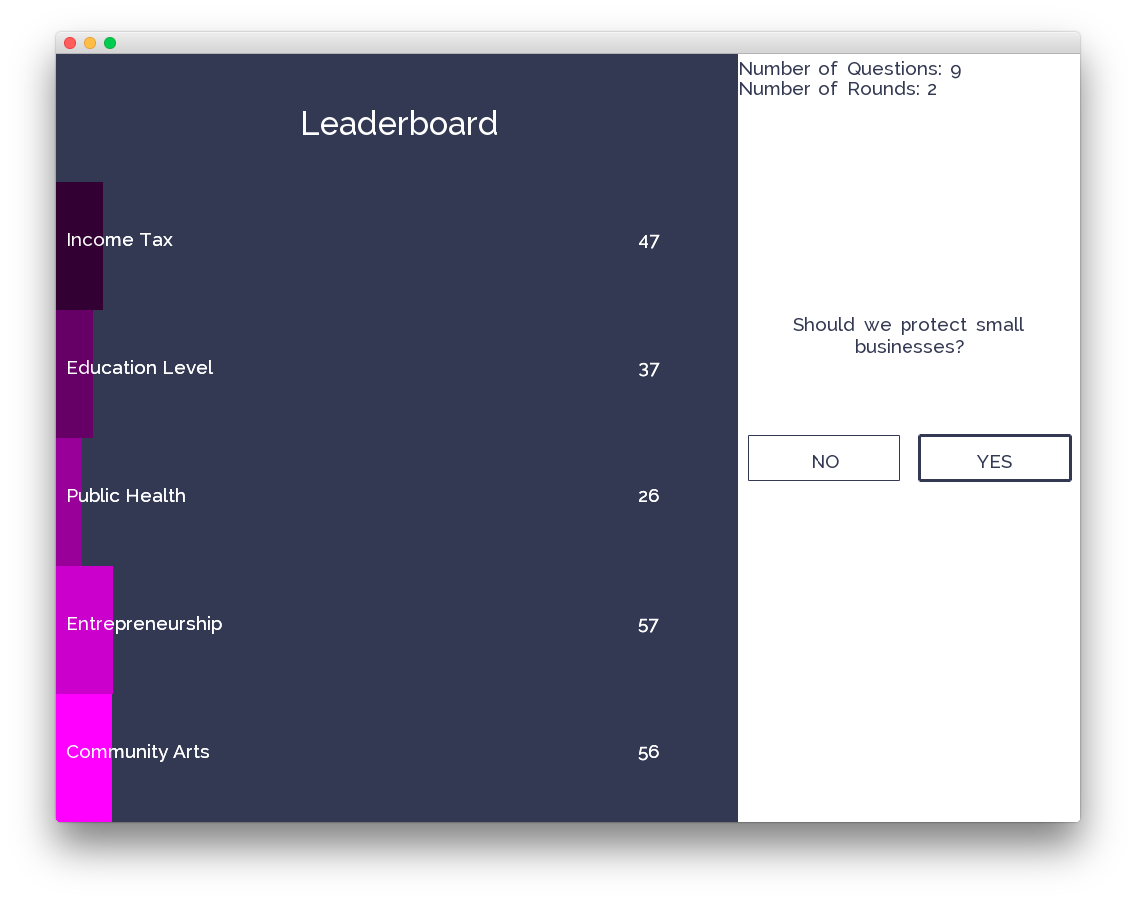 Leaderboard
Income Tax 47
Education Level 37
Public Health 26
Entrepreneurship 57
Community Arts 56
Number of Questions: 9
Number of Rounds: 2
Should we protect small
businesses?
NO YES